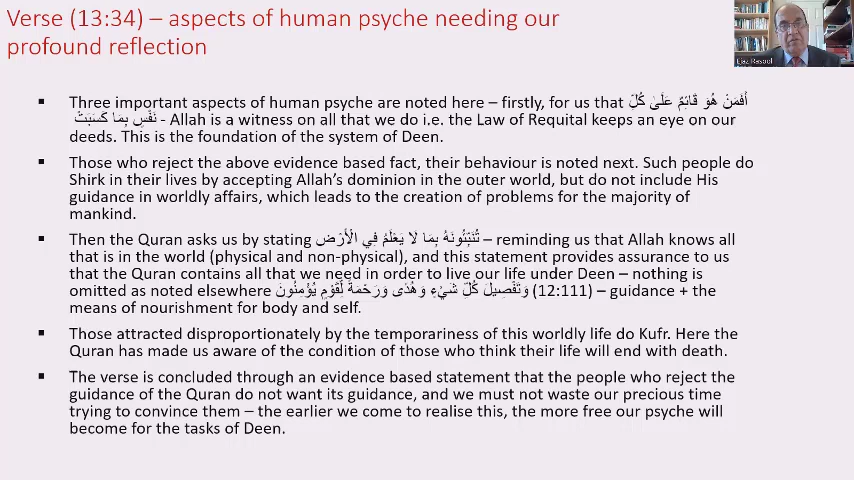 Verse (13:34) – aspects of human psyche needing our
profound reflection
Ejaz Rasool
▪ Three important aspects of human psyche are noted here – firstly, for us that أَفَمَنْ هُوَ قَائِمٌ عَلَىٰ كُلِّ
نَفْسٍ بِمَا كَسَبَتْ - Allah is a witness on all that we do i.e. the Law of Requital keeps an eye on our
deeds. This is the foundation of the system of Deen.
▪ Those who reject the above evidence based fact, their behaviour is noted next. Such people do
Shirk in their lives by accepting Allah’s dominion in the outer world, but do not include His
guidance in worldly affairs, which leads to the creation of problems for the majority of
mankind.
▪ Then the Quran asks us by stating تُنَبِّئُونَهُ بِمَا لَا يَعْلَمُ فِي الْأَرْضِ – reminding us that Allah knows all
that is in the world (physical and non-physical), and this statement provides assurance to us
that the Quran contains all that we need in order to live our life under Deen – nothing is
omitted as noted elsewhere وَتَفْصِيلَ كُلِّ شَيْءٍ وَهُدًى وَرَحْمَةً لِّقَوْمٍ يُؤْمِنُونَ (12:111) – guidance + the
means of nourishment for body and self.
▪ Those attracted disproportionately by the temporariness of this worldly life do Kufr. Here the
Quran has made us aware of the condition of those who think their life will end with death.
▪ The verse is concluded through an evidence based statement that the people who reject the
guidance of the Quran do not want its guidance, and we must not waste our precious time
trying to convince them – the earlier we come to realise this, the more free our psyche will
become for the tasks of Deen.